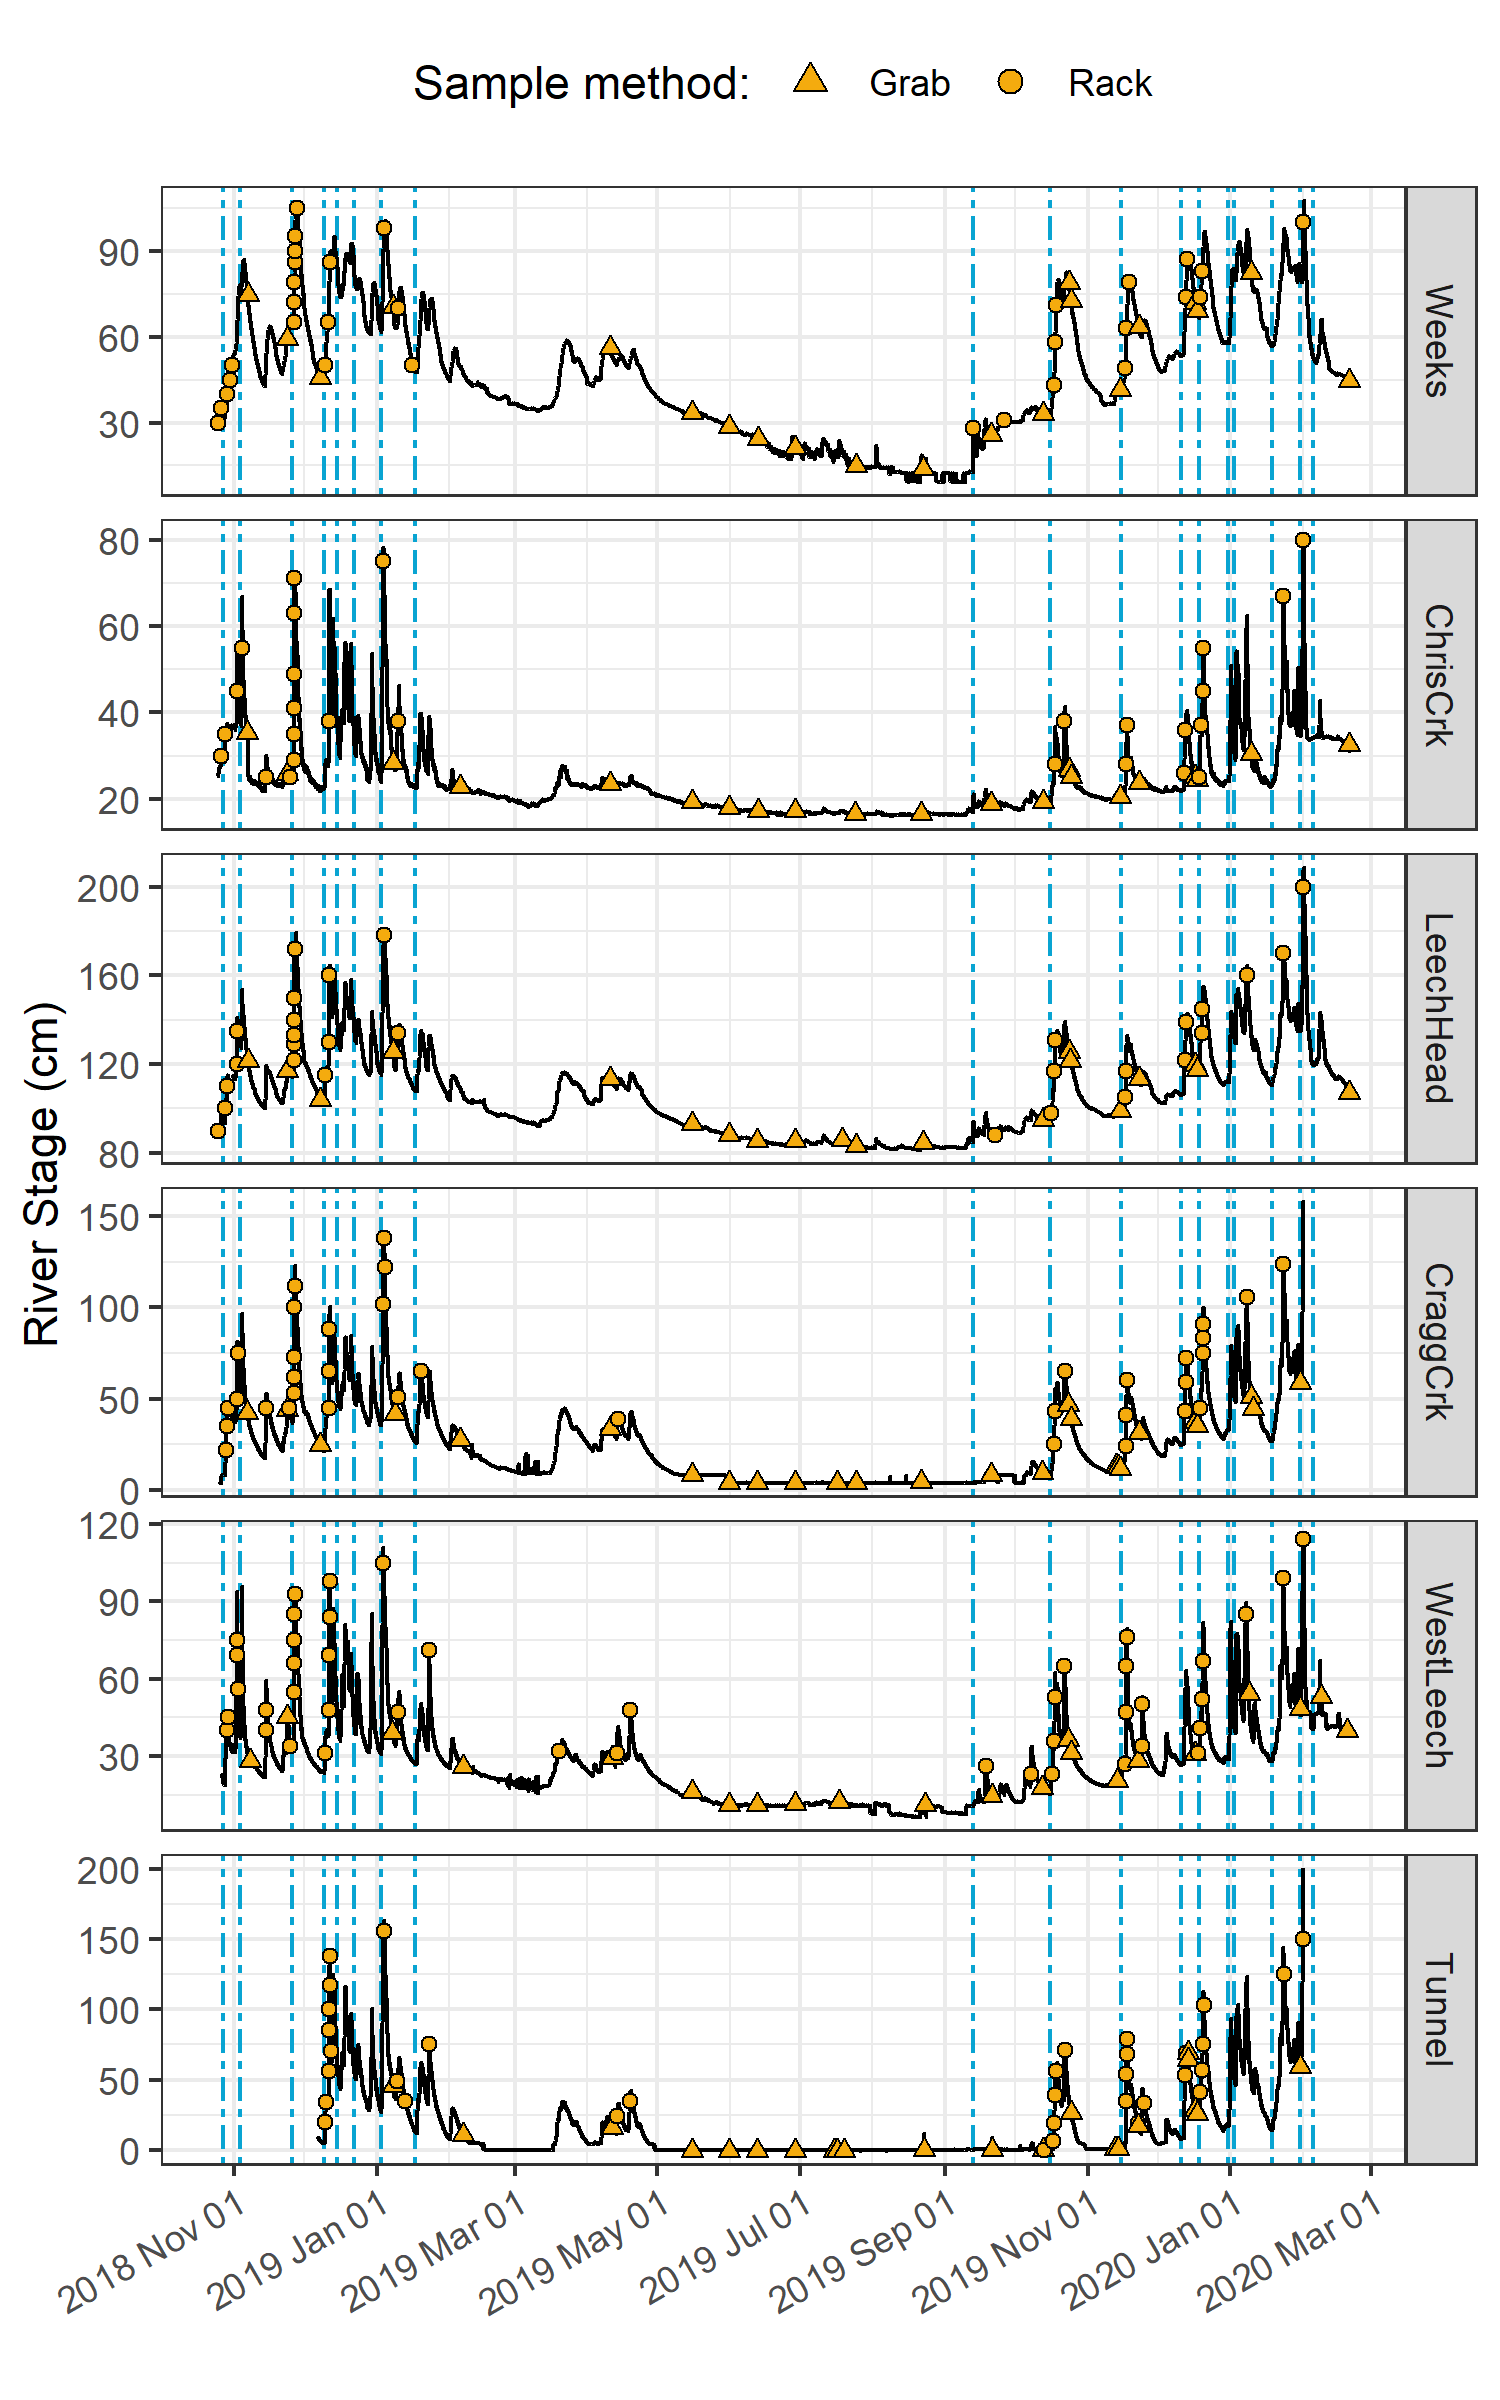 Sample method: Grab Rack
90
60
30
Weeks
80
60
40
20
ChrisCrk
200
160
120
80
LeechHead
River Stage (cm)
150
100
50
0
CraggCrk
120
90
60
30
WestLeech
200
150
100
50
0
Tunnel
2018 Nov 01
2019 Jan 01
2019 Mar 01
2019 May 01
2019 Jul 01
2019 Sep 01
2019 Nov 01
2020 Jan 01
2020 Mar 01